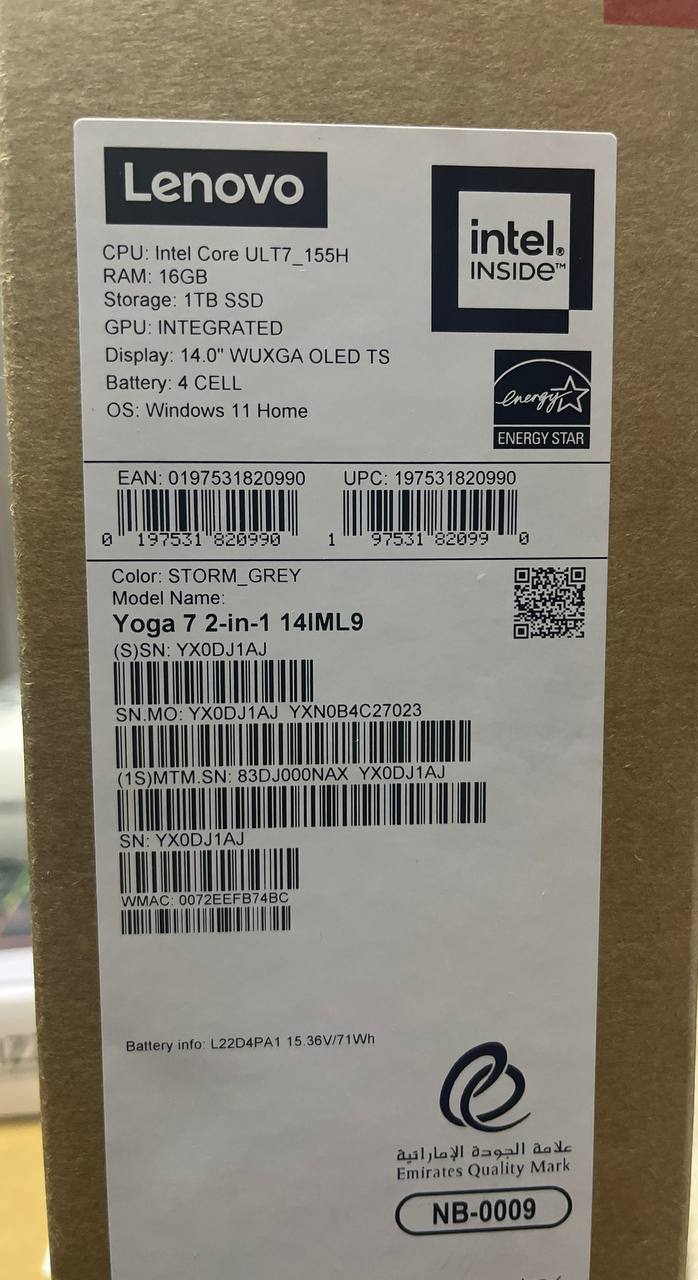 Lenovo
intel.
INSIDE™
CPU: Intel Core ULT7_155H
RAM: 16GB
Storage: 1TB SSD
GPU: INTEGRATED
Display: 14.0" WUXGA OLED TS
Battery: 4 CELL
OS: Windows 11 Home
energy
ENERGY STAR
EAN: 0197531820990 UPC: 197531820990
0 197531 820990 1 97531 82099 0
Color: STORM_GREY
Model Name:
Yoga 7 2-in-1 14IML9
(S)SN: YX0DJ1AJ
SN.MO: YX0DJ1AJ YXN0B4C27023
(1S)MTM.SN: 83DJ000NAX YX0DJ1AJ
SN: YX0DJ1AJ
WMAC: 0072EEFB74BC
Battery info: L22D4PA1 15.36V/71Wh
علامة الجودة الإماراتية
Emirates Quality Mark
NB-0009